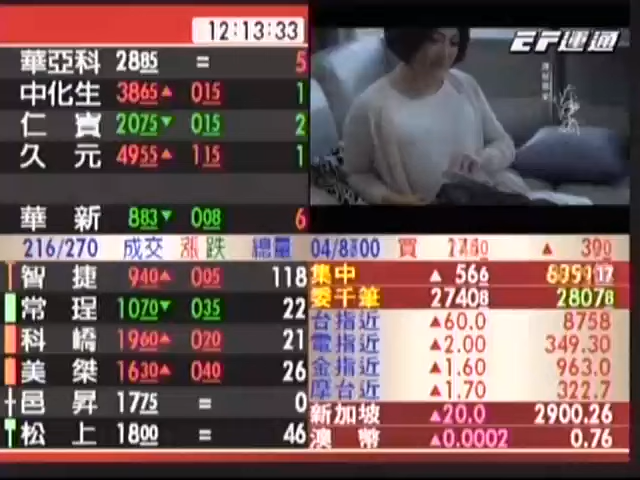 12:13:33
EF運通
華亞科 2885 = 5
中化生 3865▲ 015 1
仁寶 2075▼ 015 2
久元 4955▲ 115 1
華新 883▼ 008 6
216/270 成交 漲跌 總量
04/8300 買 ▲
智捷 940▲ 005 118
集中 ▲ 566
常珵 1070▼ 035 22
委千筆 27408 28078
科嶠 1960▲ 020 21
台指近 ▲60.0 8758
電指近 ▲2.00 349.30
美傑 1630▲ 040 26
金指近 ▲1.60 963.0
摩台近 ▲1.70 322.7
邑昇 1775 = 0
新加坡 ▲20.0 2900.26
松上 1800 = 46
澳幣 ▲0.0002 0.76